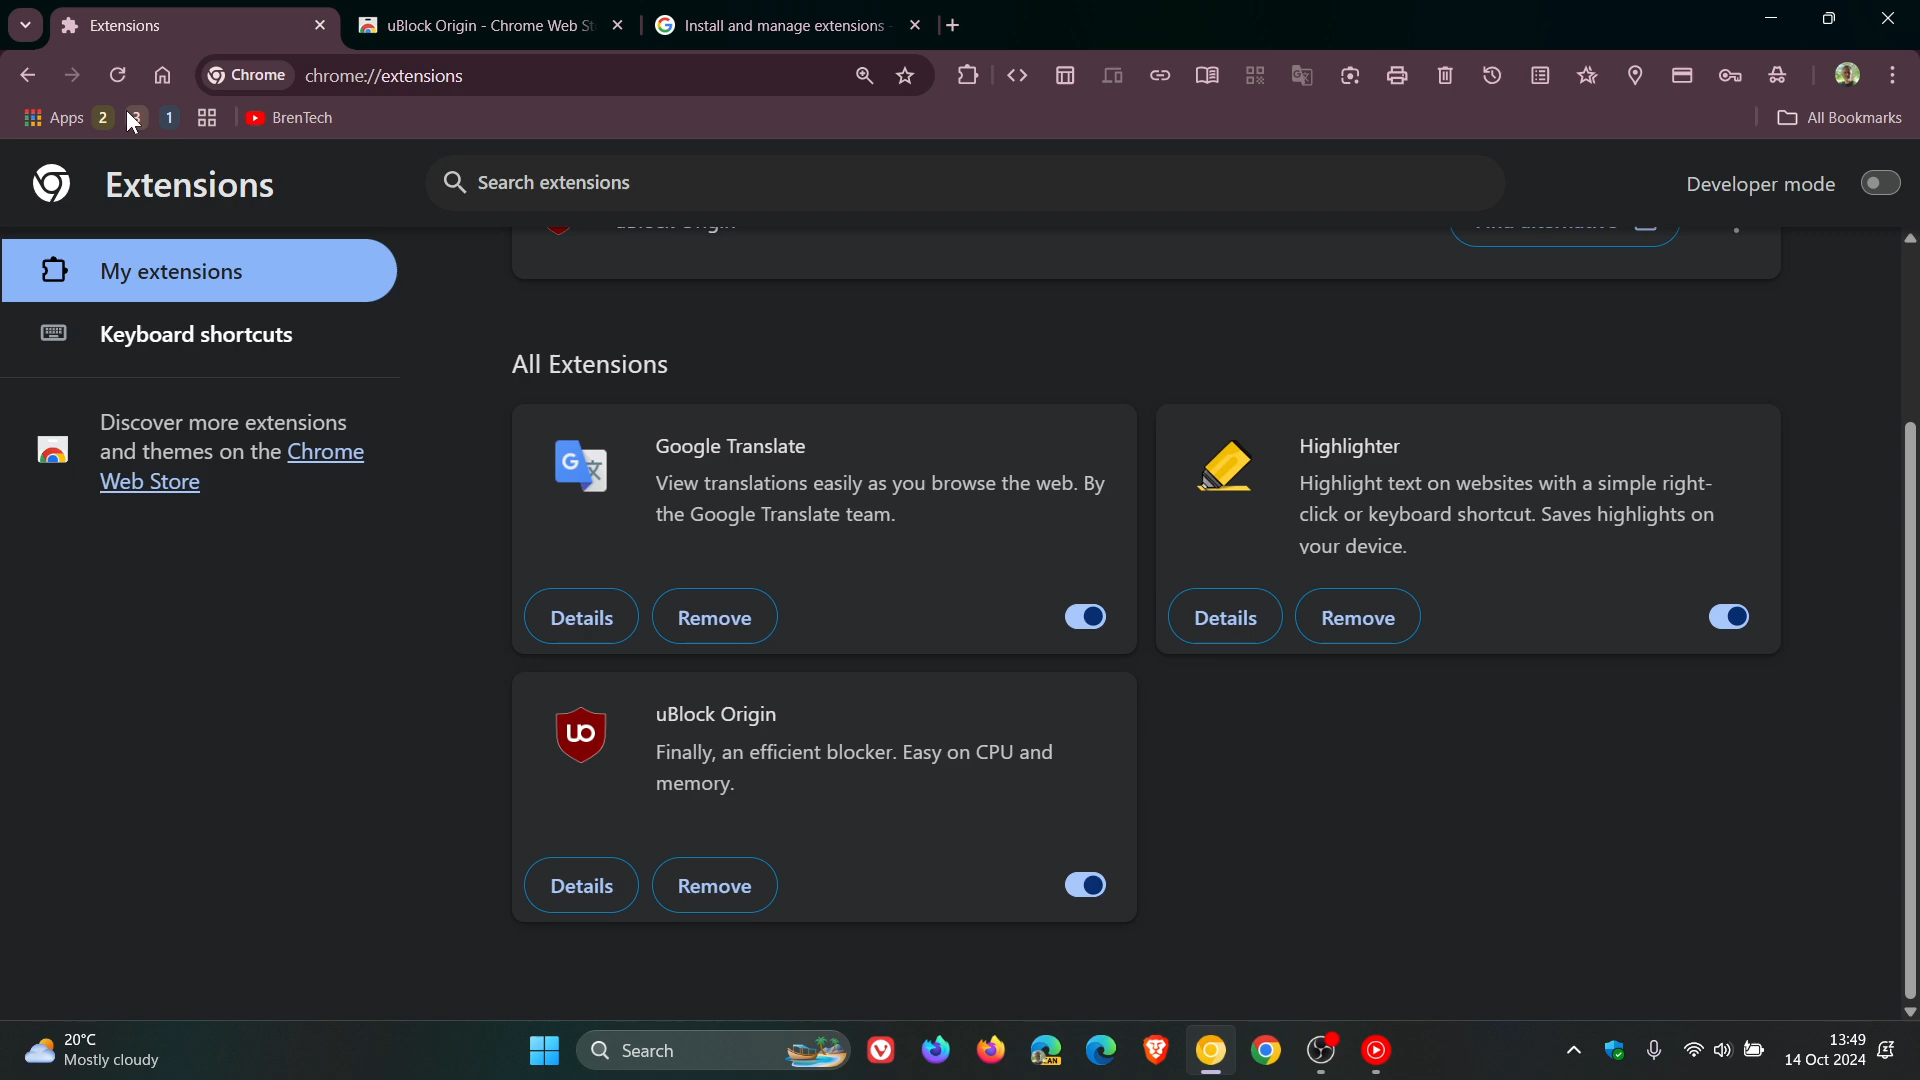 Extensions
uBlock Origin - Chrome Web St
Install and manage extensions -
Chrome
chrome://extensions
Apps
2
3
1
BrenTech
All Bookmarks
Extensions
Search extensions
Developer mode
My extensions
Keyboard shortcuts
Discover more extensions
and themes on the Chrome
Web Store
All Extensions
Google Translate
View translations easily as you browse the web. By
the Google Translate team.
Details
Remove
Highlighter
Highlight text on websites with a simple right-
click or keyboard shortcut. Saves highlights on
your device.
Details
Remove
uBlock Origin
Finally, an efficient blocker. Easy on CPU and
memory.
Details
Remove
20°C
Mostly cloudy
Search
13:49
14 Oct 2024